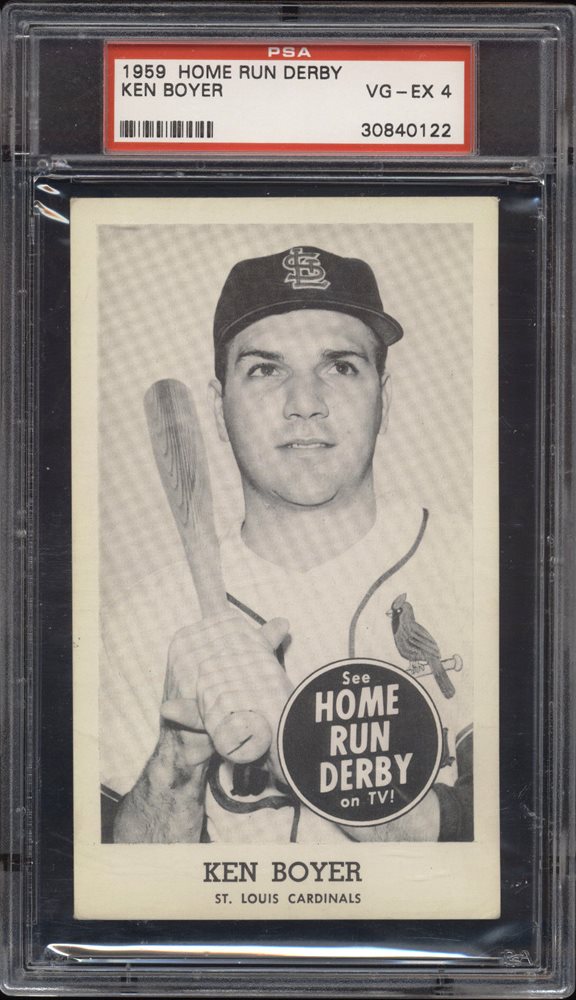 PSA
1959 HOME RUN DERBY
KEN BOYER
VG-EX 4
30840122
STL
See
HOME
RUN
DERBY
on TV!
KEN BOYER
ST. LOUIS CARDINALS